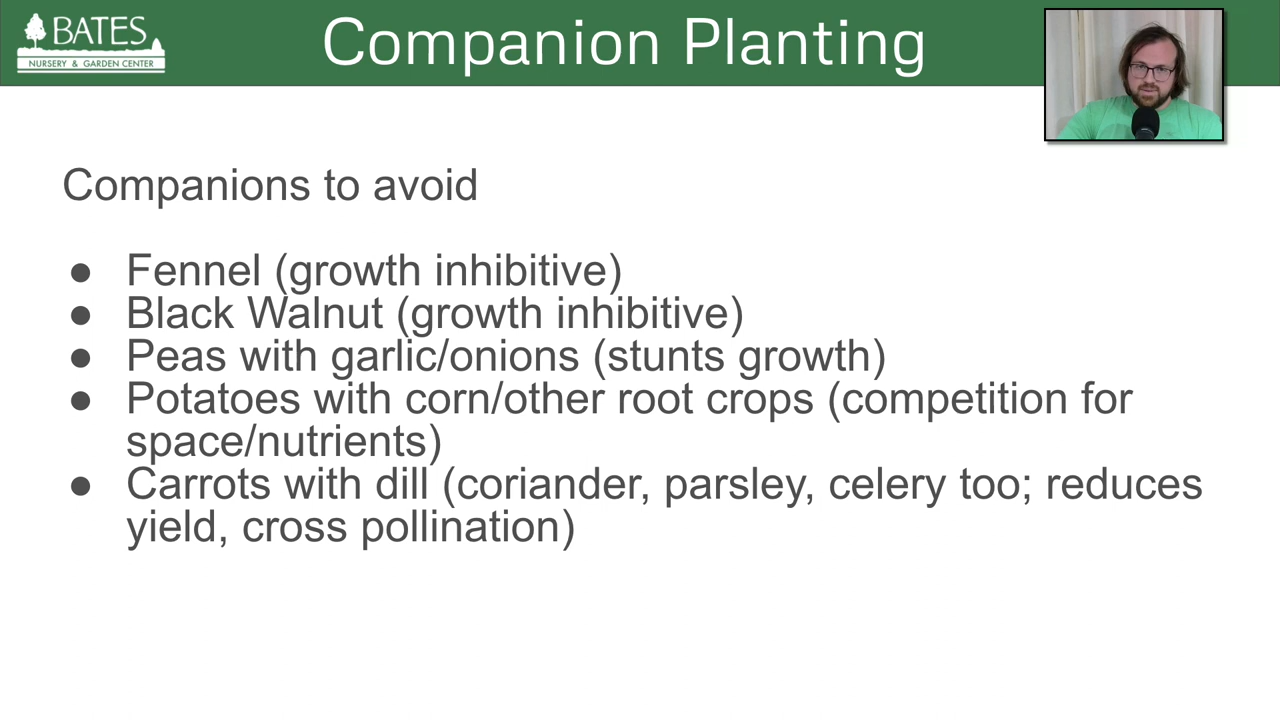 BATES
NURSERY & GARDEN CENTER
Companion Planting
Companions to avoid
● Fennel (growth inhibitive)
● Black Walnut (growth inhibitive)
● Peas with garlic/onions (stunts growth)
● Potatoes with corn/other root crops (competition for
space/nutrients)
● Carrots with dill (coriander, parsley, celery too; reduces
yield, cross pollination)